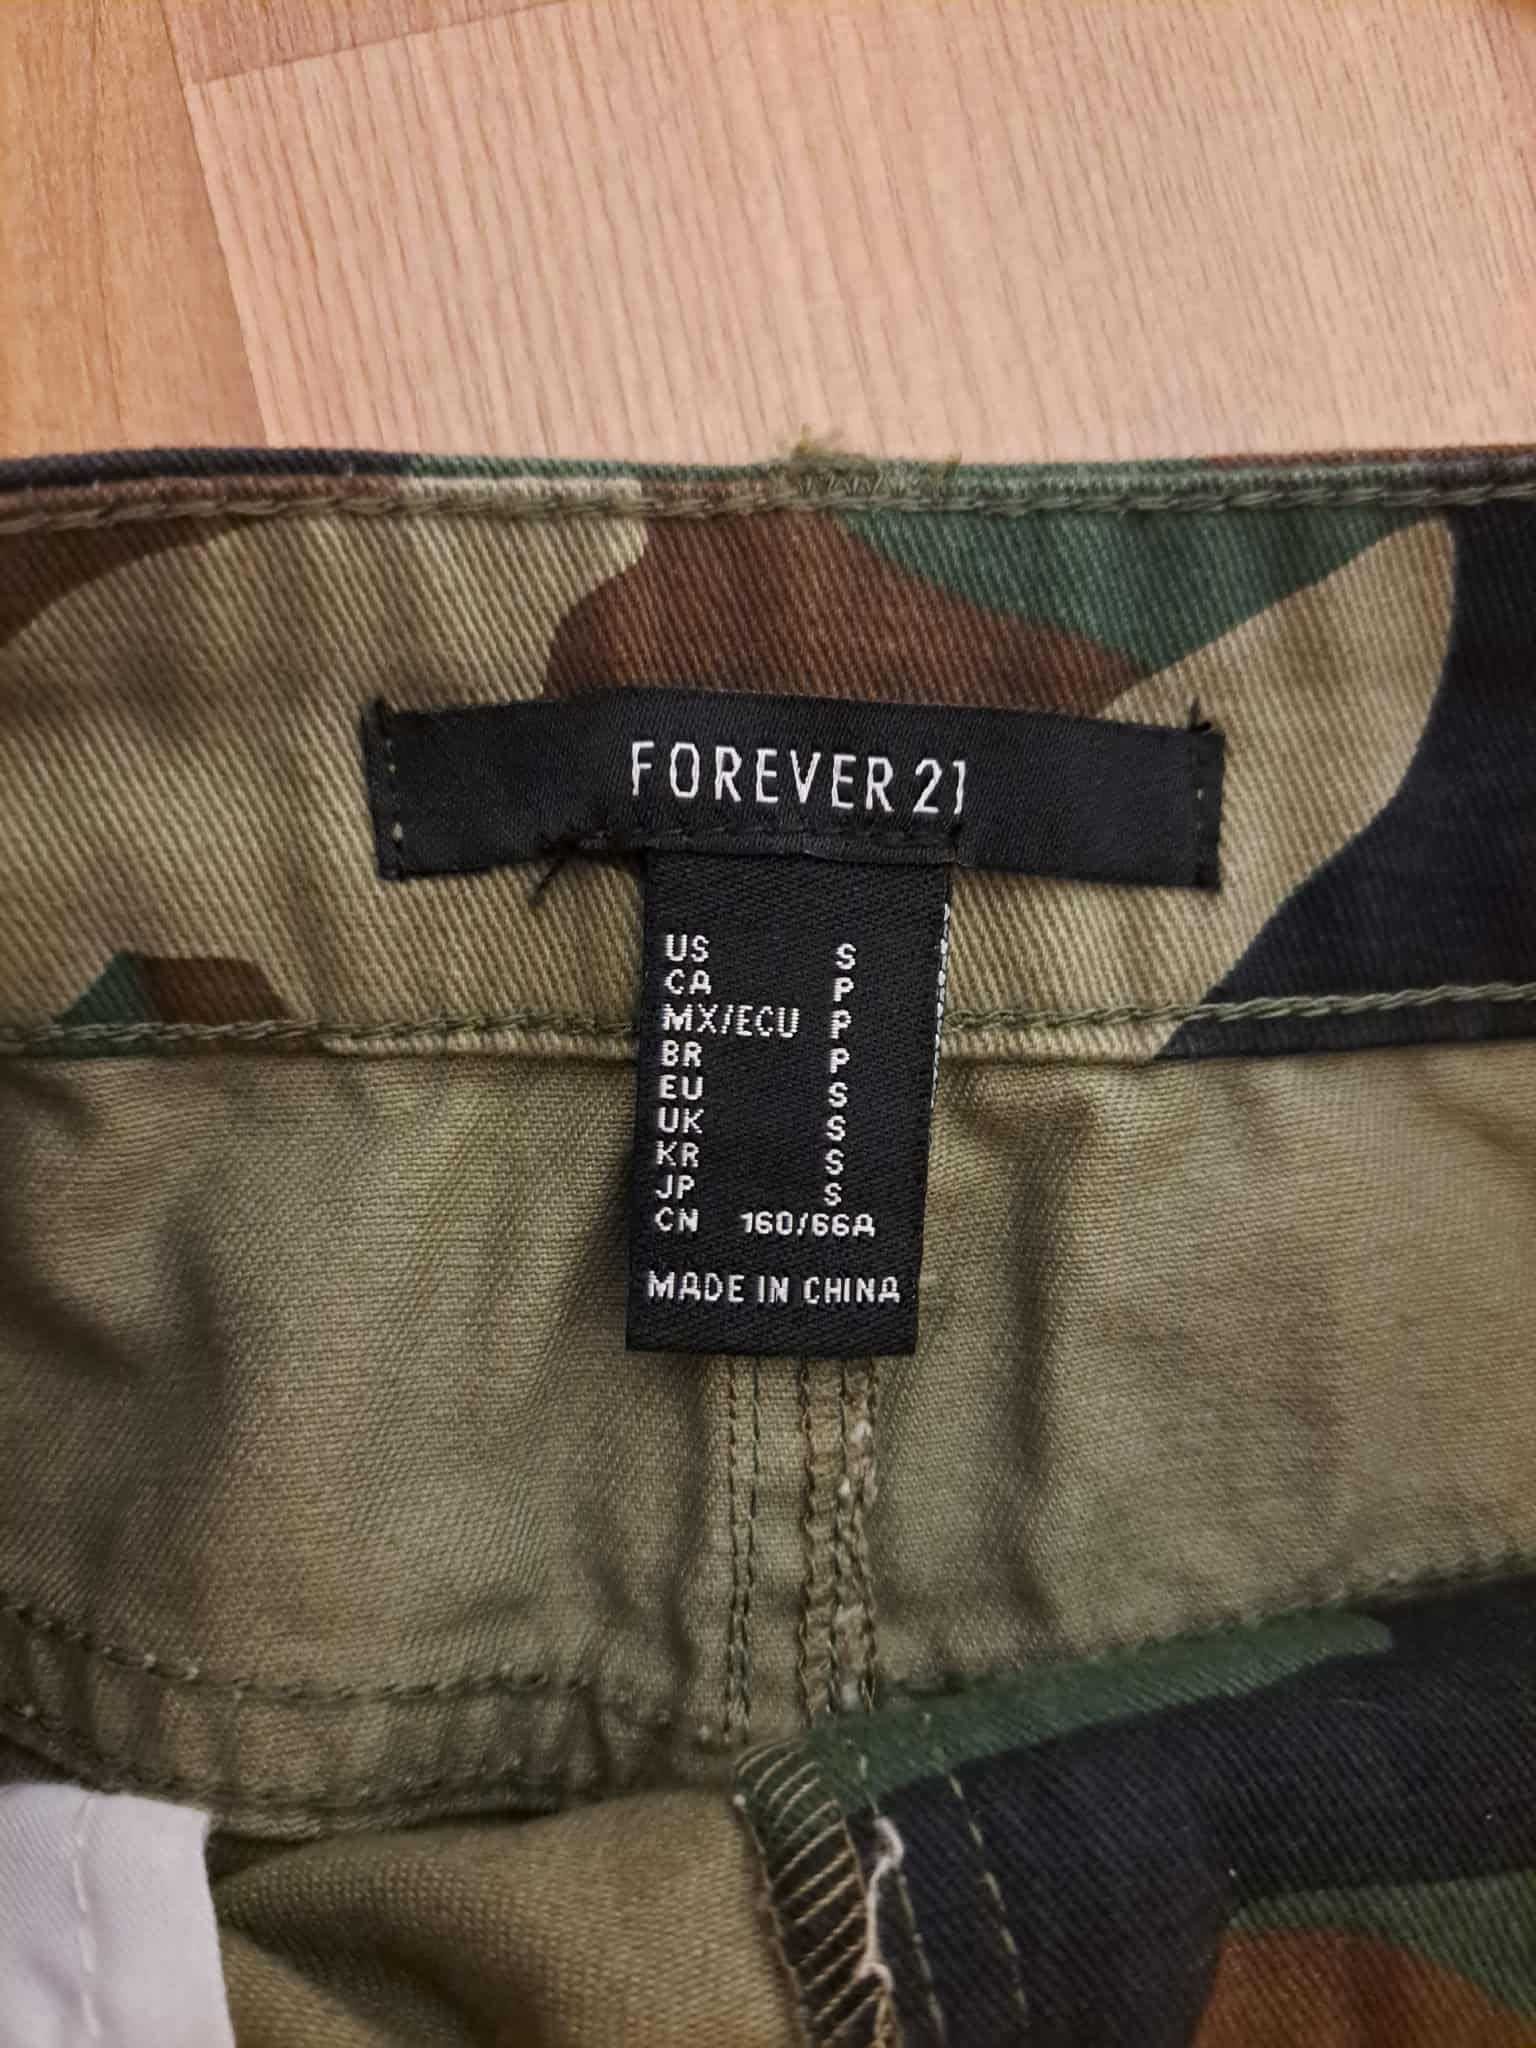 FOREVER 21
US S
CA P
MX/ECU P
BR P
EU S
UK S
KR S
JP S
CN 160/66A
MADE IN CHINA